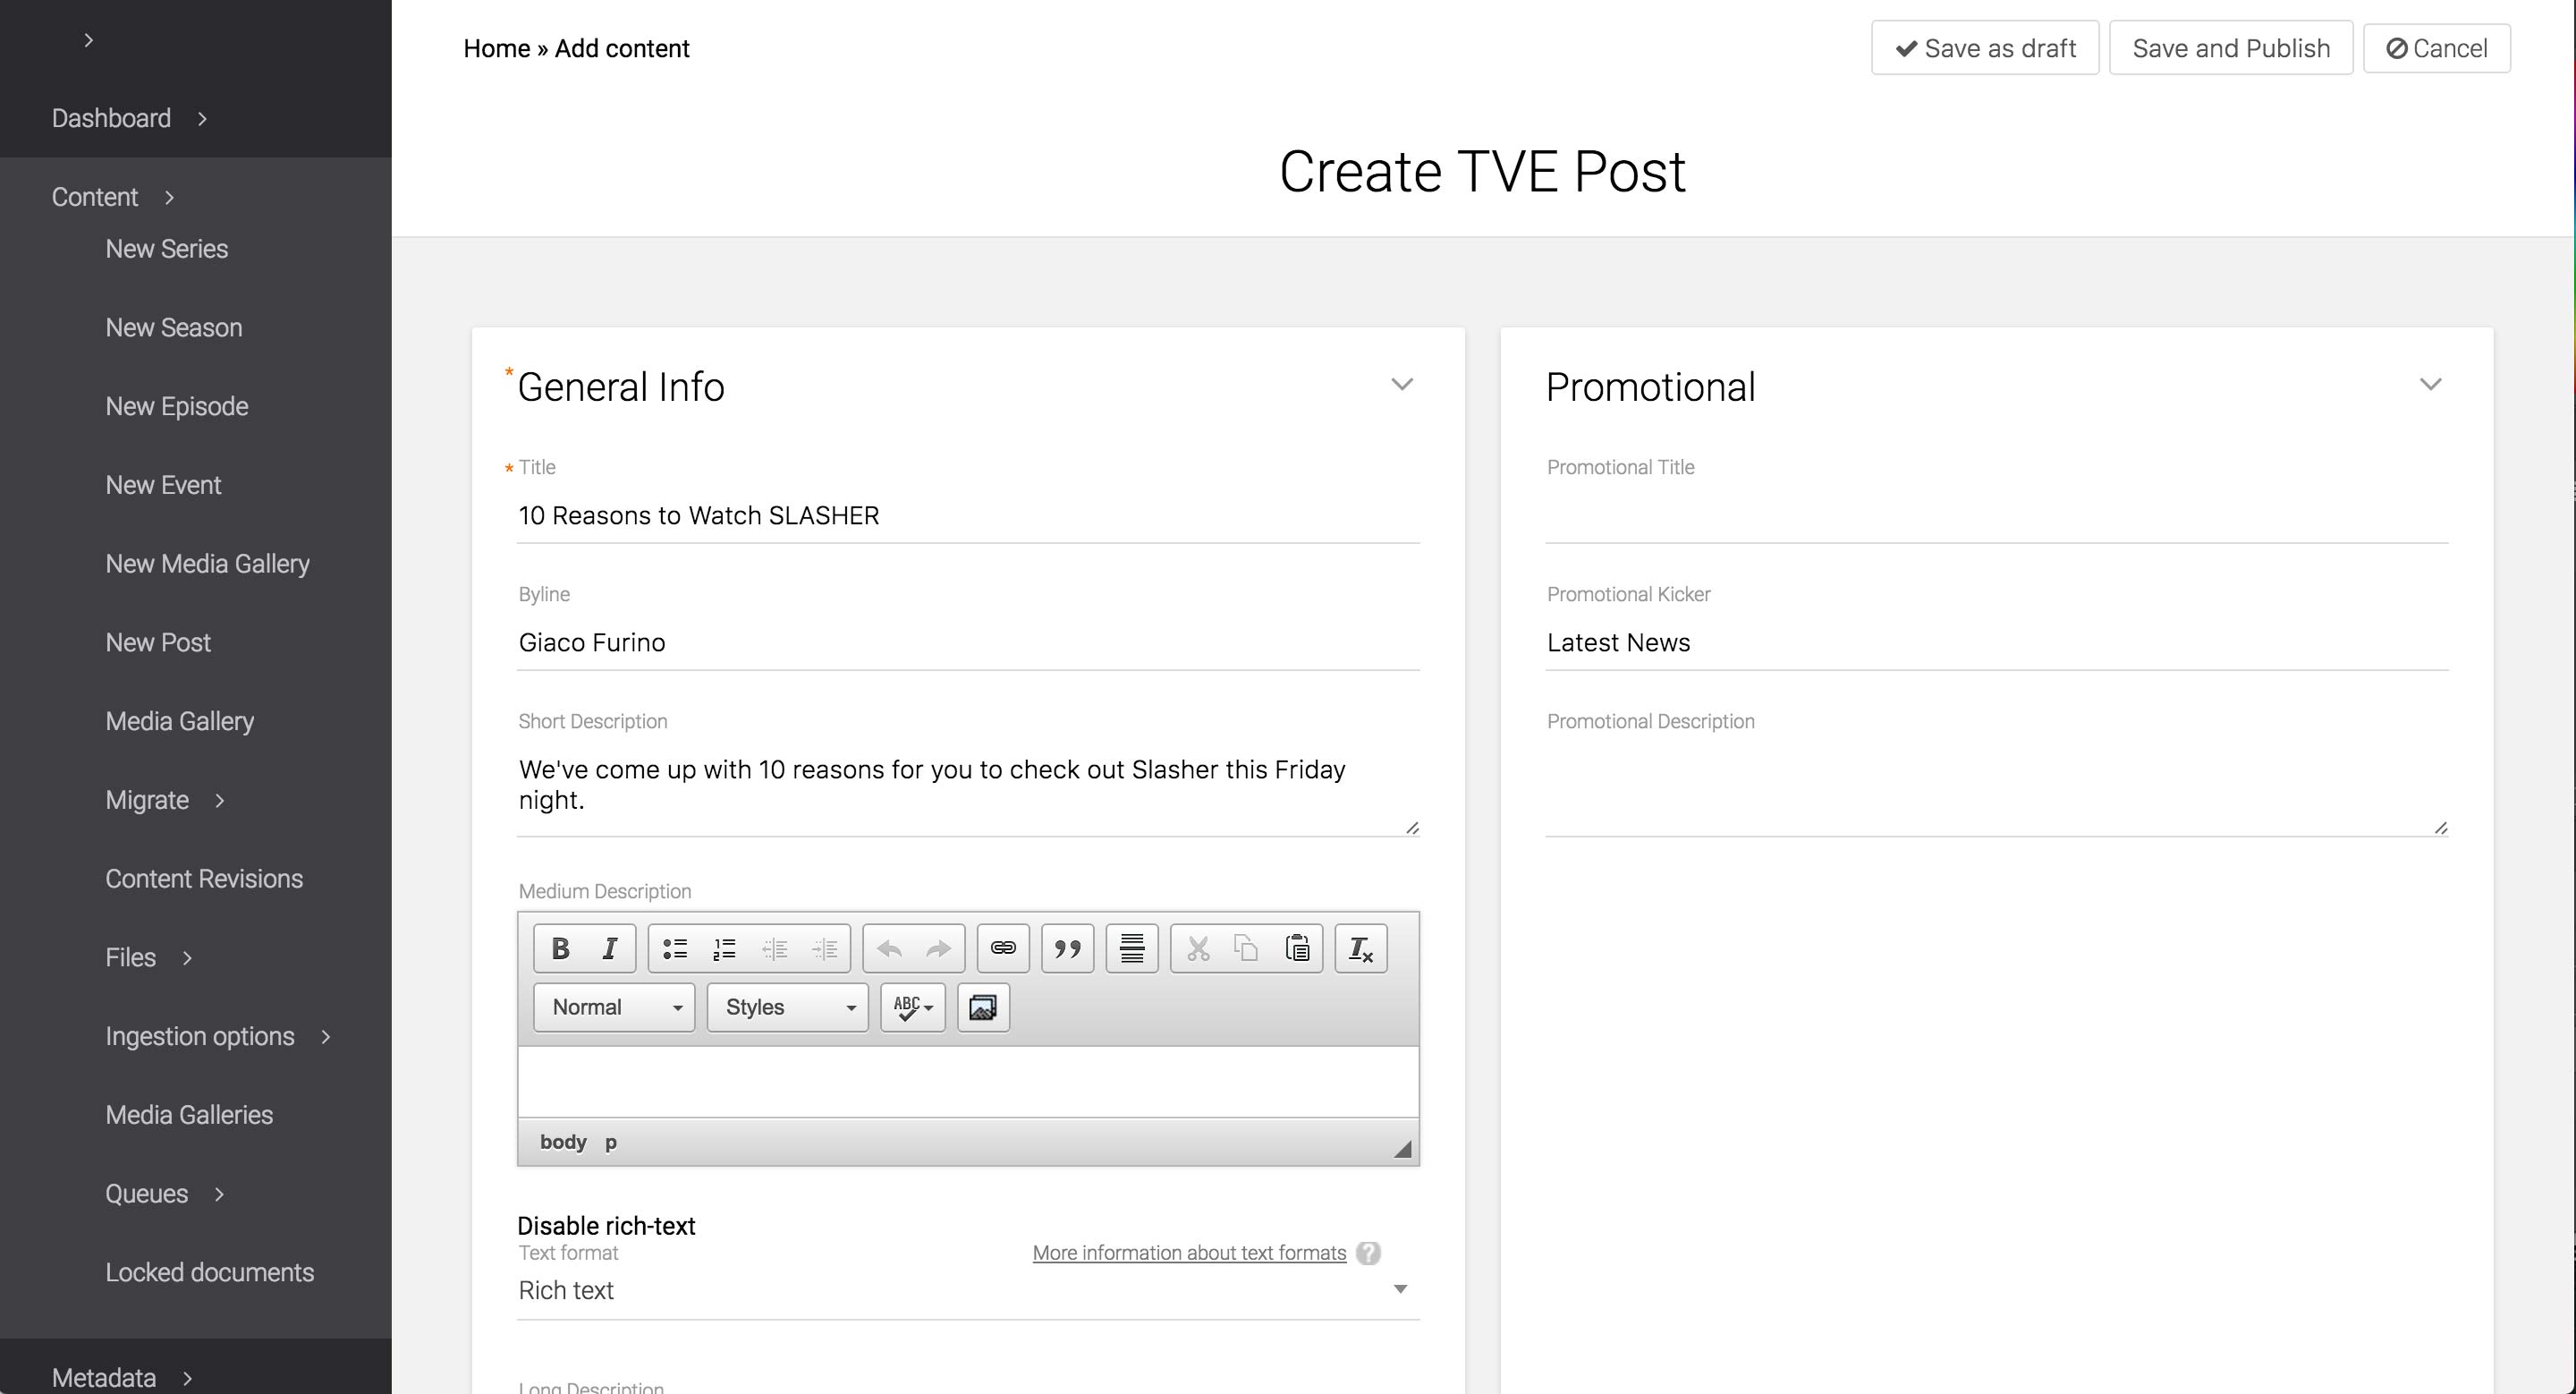 Dashboard
Content
New Series
New Season
New Episode
New Event
New Media Gallery
New Post
Media Gallery
Migrate
Content Revisions
Files
Ingestion options
Media Galleries
Queues
Locked documents
Metadata
Home » Add content
Save as draft
Save and Publish
Cancel
Create TVE Post
* General Info
* Title
10 Reasons to Watch SLASHER
Byline
Giaco Furino
Short Description
We've come up with 10 reasons for you to check out Slasher this Friday
night.
Medium Description
B I
Normal Styles ABC
body p
Disable rich-text
Text format More information about text formats ?
Rich text
Long Description
Promotional
Promotional Title
Promotional Kicker
Latest News
Promotional Description